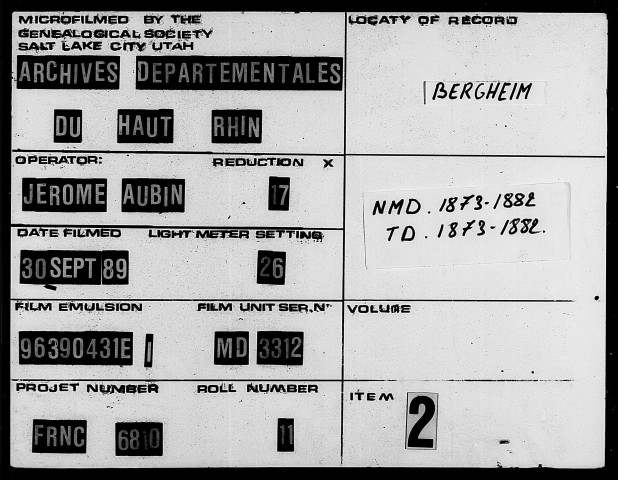 MICROFILMED BY THE
GENEALOGICAL SOCIETY
SALT LAKE CITY UTAH
ARCHIVES DEPARTEMENTALES
DU HAUT RHIN
OPERATOR: REDUCTION X
JEROME AUBIN 17
DATE FILMED LIGHT METER SETTING
30 SEPT 89 26
FILM EMULSION FILM UNIT SER.N°
96390431E 1 MD 3312
PROJET NUMBER ROLL NUMBER
FRNC 6810 11
LOCATY OF RECORD
BERGHEIM
NMD. 1873-1882
TD. 1873-1882.
VOLUME
ITEM 2